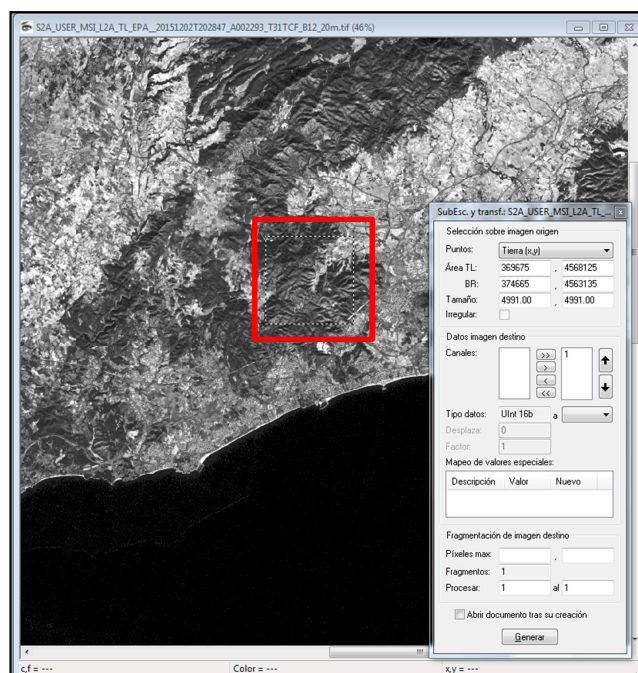 S2A_USER_MSI_L2A_TL_EPA__20151202T202847_A002293_T31TCF_B12_20m.tif (46%)
SubEsc. y transf.: S2A_USER_MSI_L2A_TL_...
Selección sobre imagen origen
Puntos: Tierra (x,y)
Área TL: 369675 , 4568125
BR: 374665 , 4563135
Tamaño: 4991.00 , 4991.00
Irregular:
Datos imagen destino
Canales: >> 1
>
<
<<
Tipo datos: UInt 16b a
Desplaza: 0
Factor: 1
Mapeo de valores especiales:
Descripción Valor Nuevo
Fragmentación de imagen destino
Píxeles max: ,
Fragmentos: 1
Procesar: 1 al 1
Abrir documento tras su creación
Generar
c,f = --- Color = --- x,y = ---